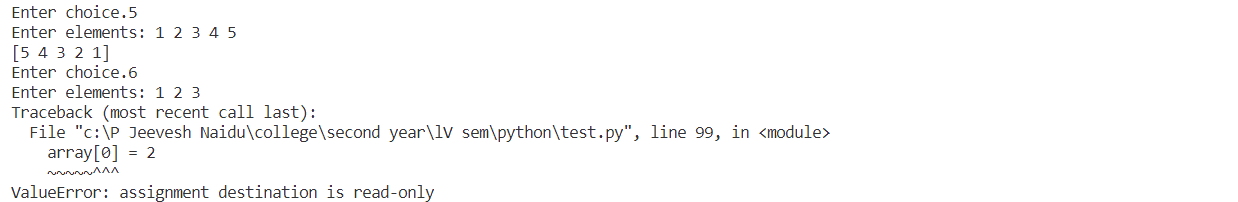 Enter choice.5
Enter elements: 1 2 3 4 5
[5 4 3 2 1]
Enter choice.6
Enter elements: 1 2 3
Traceback (most recent call last):
  File "c:\P Jeevesh Naidu\college\second year\lV sem\python\test.py", line 99, in <module>
    array[0] = 2
    ~~~~~^^^
ValueError: assignment destination is read-only